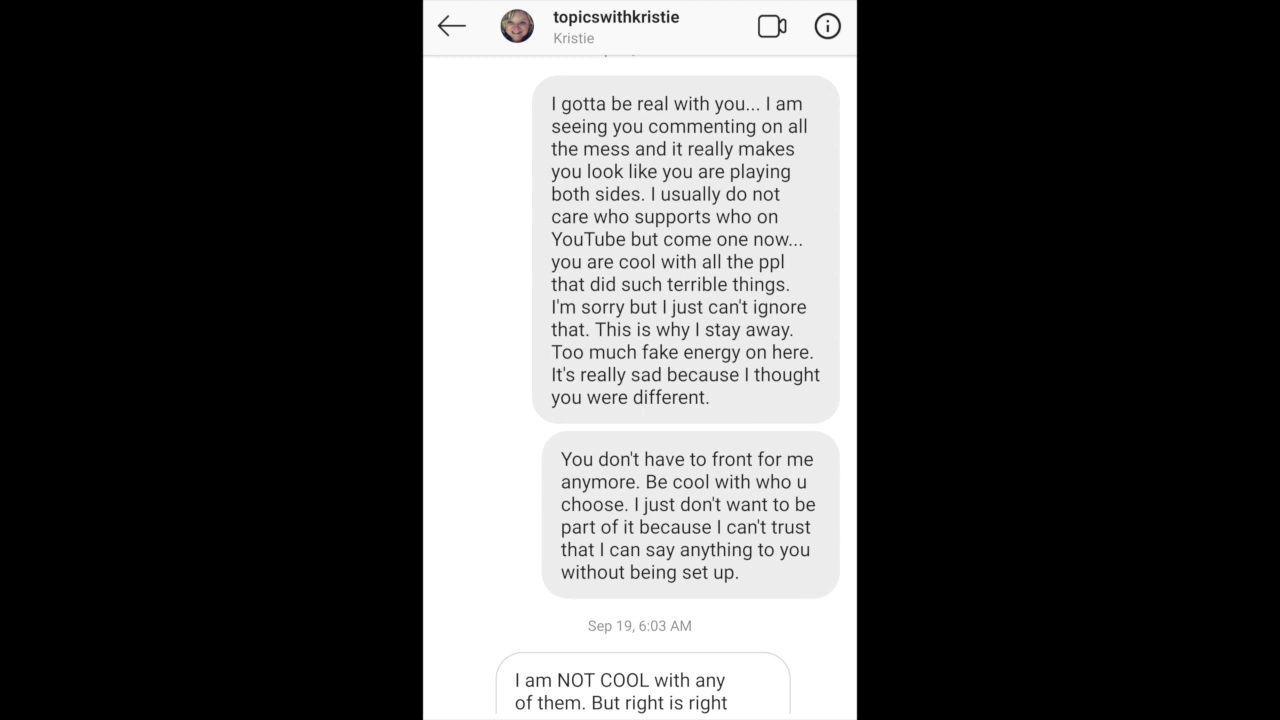 topicswithkristie
Kristie
I gotta be real with you... I am
seeing you commenting on all
the mess and it really makes
you look like you are playing
both sides. I usually do not
care who supports who on
YouTube but come one now...
you are cool with all the ppl
that did such terrible things.
I'm sorry but I just can't ignore
that. This is why I stay away.
Too much fake energy on here.
It's really sad because I thought
you were different.
You don't have to front for me
anymore. Be cool with who u
choose. I just don't want to be
part of it because I can't trust
that I can say anything to you
without being set up.
Sep 19, 6:03 AM
I am NOT COOL with any
of them. But right is right